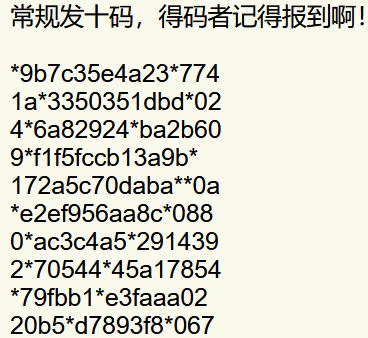 常规发十码，得码者记得报到啊！
*9b7c35e4a23*774
1a*3350351dbd*02
4*6a82924*ba2b60
9*f1f5fccb13a9b*
172a5c70daba**0a
*e2ef956aa8c*088
0*ac3c4a5*291439
2*70544*45a17854
*79fbb1*e3faaa02
20b5*d7893f8*067